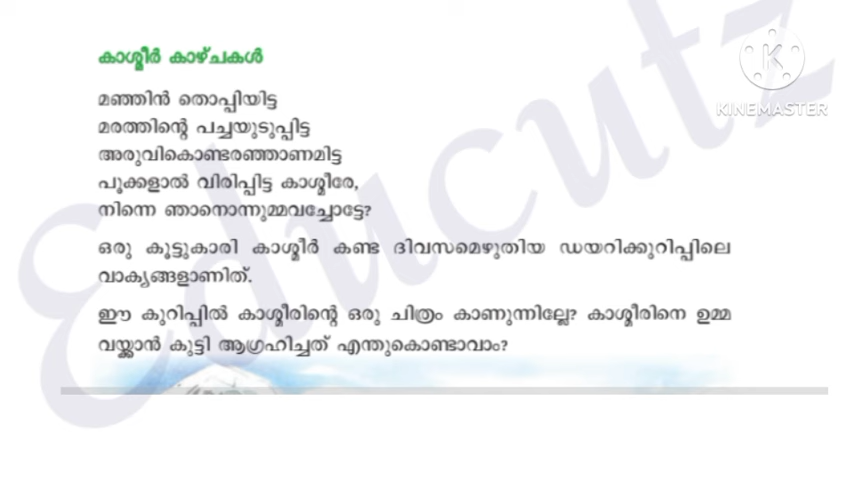 കാശ്മീർ കാഴ്ചകൾ
മഞ്ഞിൻ തൊപ്പിയിട്ട
മരത്തിന്റെ പച്ചയുടുപ്പിട്ട
അരുവികൊണ്ടരഞ്ഞാണമിട്ട
പൂക്കളാൽ വിരിപ്പിട്ട കാശ്മീരേ,
നിന്നെ ഞാനൊന്നുമ്മവച്ചോട്ടേ?
ഒരു കൂട്ടുകാരി കാശ്മീർ കണ്ട ദിവസമെഴുതിയ ഡയറിക്കുറിപ്പിലെ
വാക്യങ്ങളാണിത്.
ഈ കുറിപ്പിൽ കാശ്മീരിന്റെ ഒരു ചിത്രം കാണുന്നില്ലേ? കാശ്മീരിനെ ഉമ്മ
വയ്ക്കാൻ കുട്ടി ആഗ്രഹിച്ചത് എന്തുകൊണ്ടാവാം?
Educutz
K
KINEMASTER